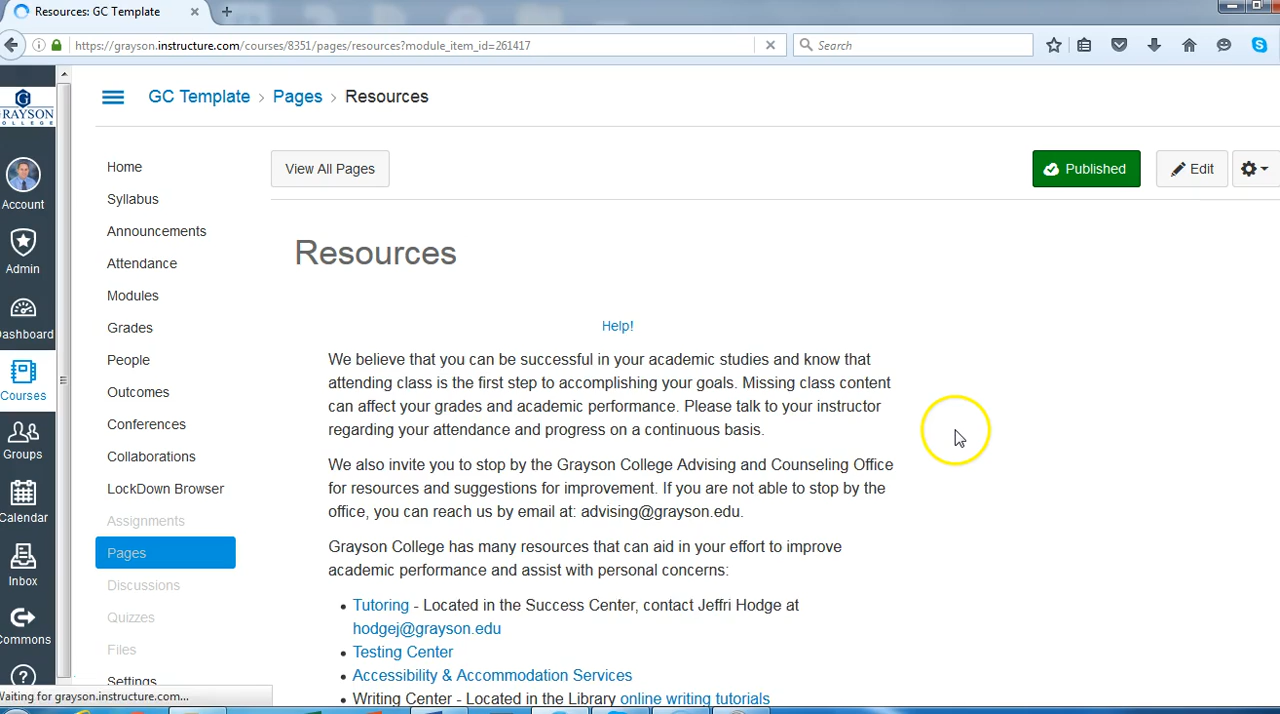 Resources: GC Template
https://grayson.instructure.com/courses/8351/pages/resources?module_item_id=261417
Search
GRAYSON
COLLEGE
GC Template > Pages > Resources
Account
Admin
Dashboard
Courses
Groups
Calendar
Inbox
Commons
Home
Syllabus
Announcements
Attendance
Modules
Grades
People
Outcomes
Conferences
Collaborations
LockDown Browser
Assignments
Pages
Discussions
Quizzes
Files
Settings
View All Pages
Published
Edit
Resources
Help!
We believe that you can be successful in your academic studies and know that
attending class is the first step to accomplishing your goals. Missing class content
can affect your grades and academic performance. Please talk to your instructor
regarding your attendance and progress on a continuous basis.
We also invite you to stop by the Grayson College Advising and Counseling Office
for resources and suggestions for improvement. If you are not able to stop by the
office, you can reach us by email at: advising@grayson.edu.
Grayson College has many resources that can aid in your effort to improve
academic performance and assist with personal concerns:
• Tutoring - Located in the Success Center, contact Jeffri Hodge at
hodgej@grayson.edu
• Testing Center
• Accessibility & Accommodation Services
• Writing Center - Located in the Library online writing tutorials
Waiting for grayson.instructure.com...